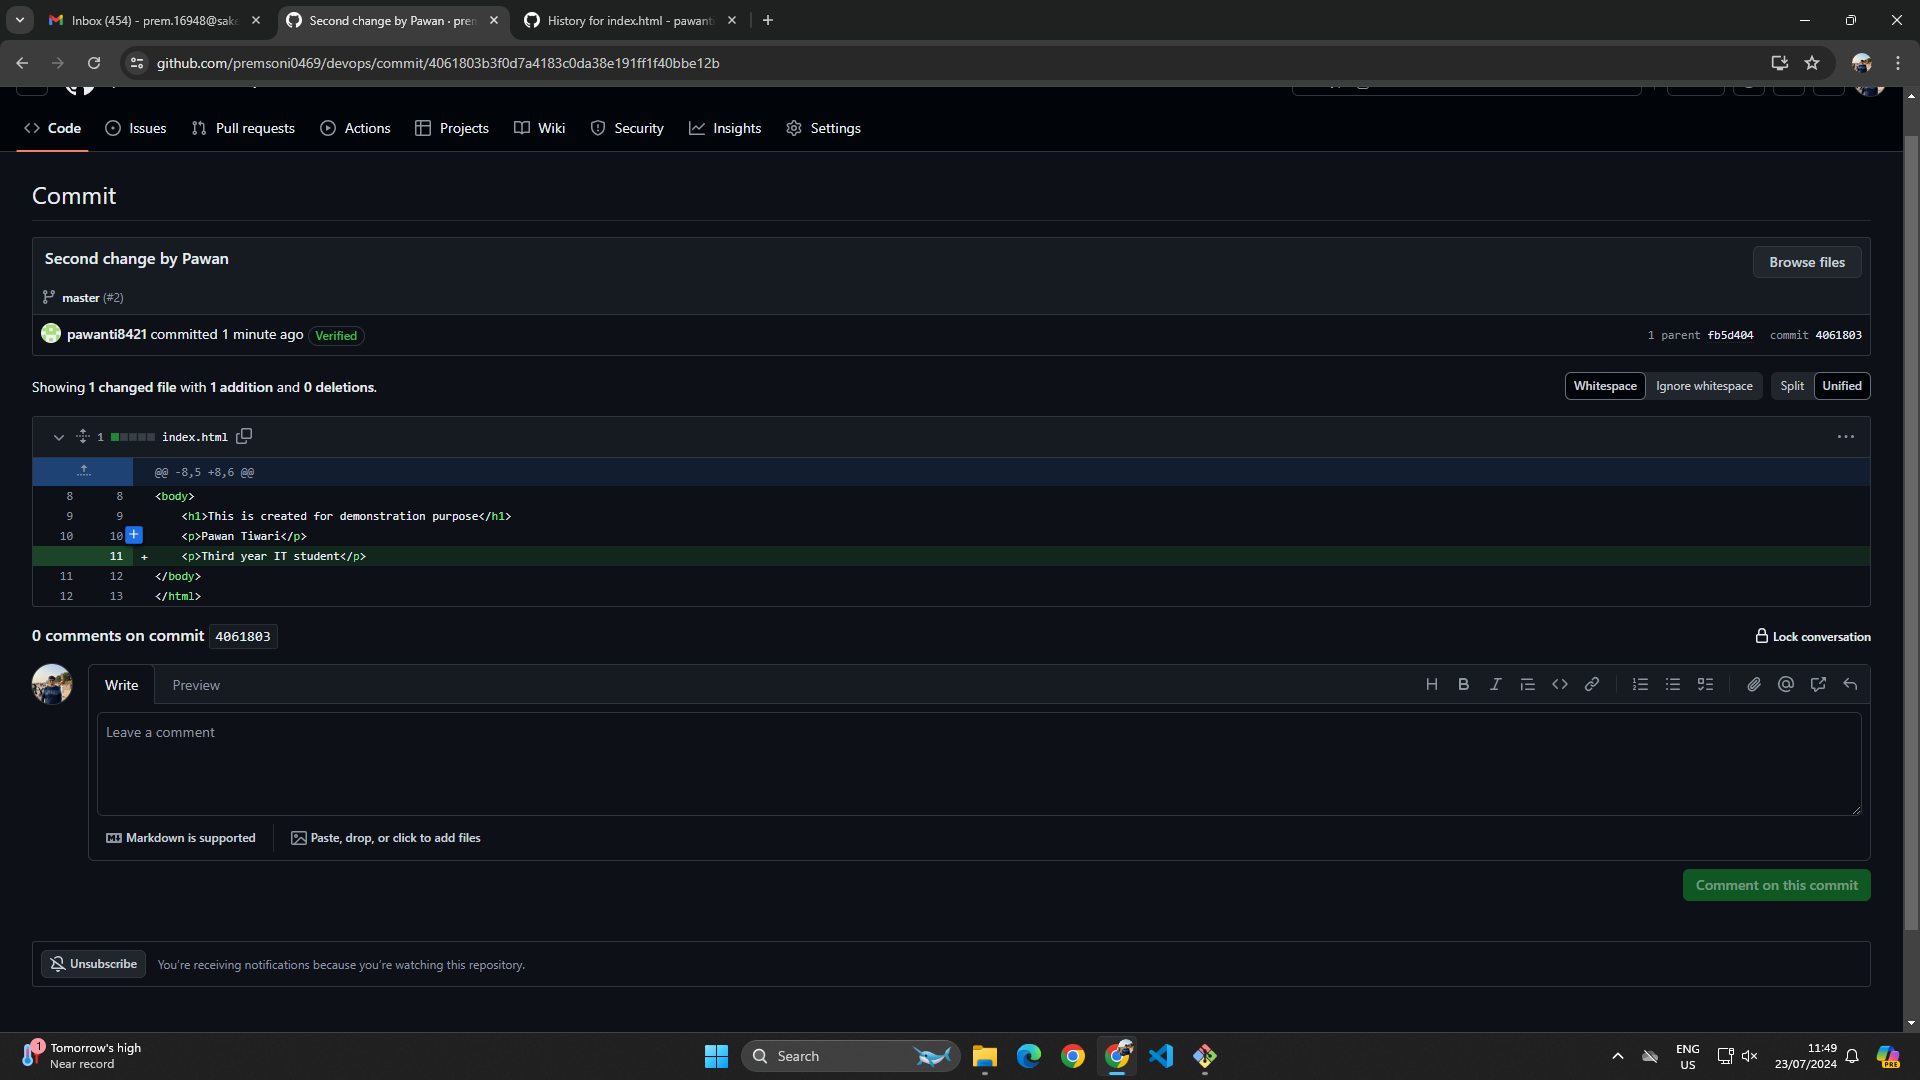 Inbox (454) - prem.16948@sake
Second change by Pawan · prem
History for index.html - pawanti
github.com/premsoni0469/devops/commit/4061803b3f0d7a4183c0da38e191ff1f40bbe12b
Code Issues Pull requests Actions Projects Wiki Security Insights Settings
Commit
Second change by Pawan
Browse files
master (#2)
pawanti8421 committed 1 minute ago Verified
1 parent fb5d404 commit 4061803
Showing 1 changed file with 1 addition and 0 deletions.
Whitespace Ignore whitespace Split Unified
1 index.html
@@ -8,5 +8,6 @@
8 8 <body>
9 9 <h1>This is created for demonstration purpose</h1>
10 10 <p>Pawan Tiwari</p>
11 + <p>Third year IT student</p>
11 12 </body>
12 13 </html>
0 comments on commit 4061803
Lock conversation
Write Preview
Leave a comment
Markdown is supported
Paste, drop, or click to add files
Comment on this commit
Unsubscribe
You're receiving notifications because you're watching this repository.
1
Tomorrow's high
Near record
Search
ENG
US
11:49
23/07/2024
PRE